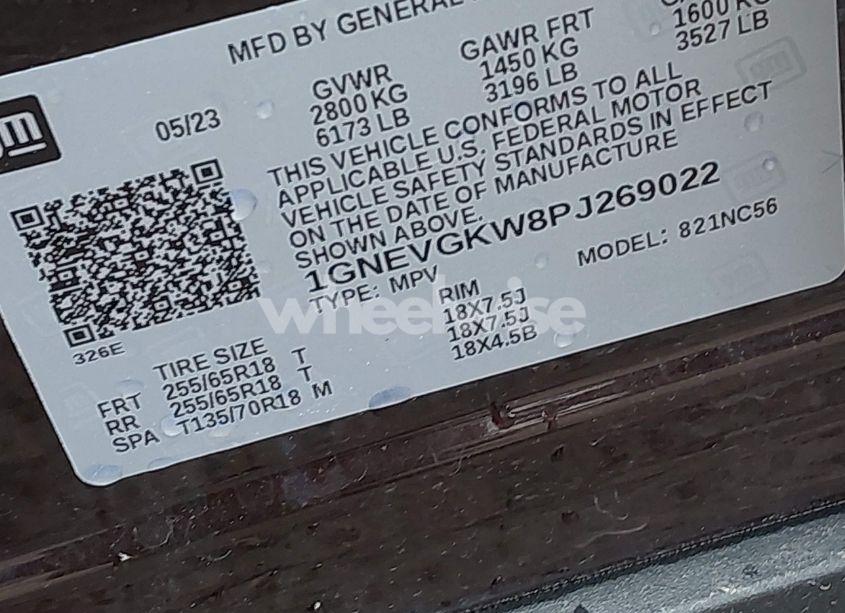 MFD BY GENERAL
GVWR
GAWR FRT
2800 KG
1450 KG
1600 KG
6173 LB
3196 LB
3527 LB
gm
05/23
THIS VEHICLE CONFORMS TO ALL
APPLICABLE U.S. FEDERAL MOTOR
VEHICLE SAFETY STANDARDS IN EFFECT
ON THE DATE OF MANUFACTURE
SHOWN ABOVE.
1GNEVGKW8PJ269022
TYPE: MPV
MODEL: 821NC56
326E
TIRE SIZE RIM
FRT 255/65R18 T 18X7.5J
RR 255/65R18 T 18X7.5J
SPA T135/70R18 M 18X4.5B
wheelwise